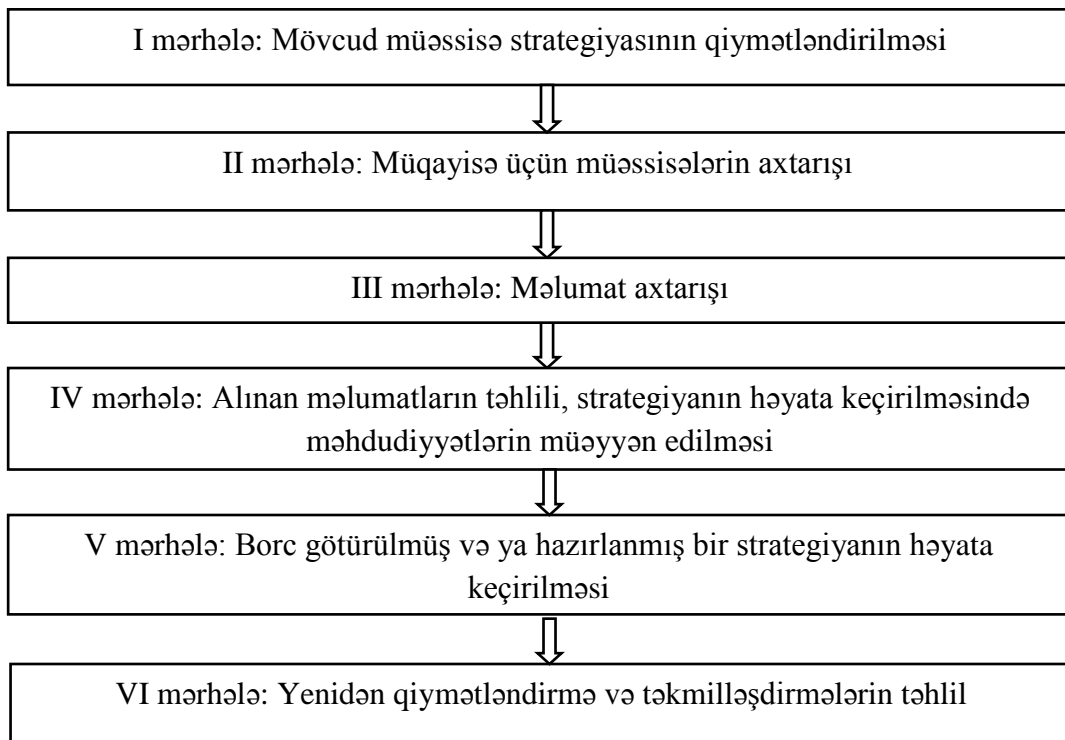 I mərhələ: Mövcud müəssisə strategiyasının qiymətləndirilməsi
II mərhələ: Müqayisə üçün müəssisələrin axtarışı
III mərhələ: Məlumat axtarışı
IV mərhələ: Alınan məlumatların təhlili, strategiyanın həyata keçirilməsində
məhdudiyyətlərin müəyyən edilməsi
V mərhələ: Borc götürülmüş və ya hazırlanmış bir strategiyanın həyata
keçirilməsi
VI mərhələ: Yenidən qiymətləndirmə və təkmilləşdirmələrin təhlil